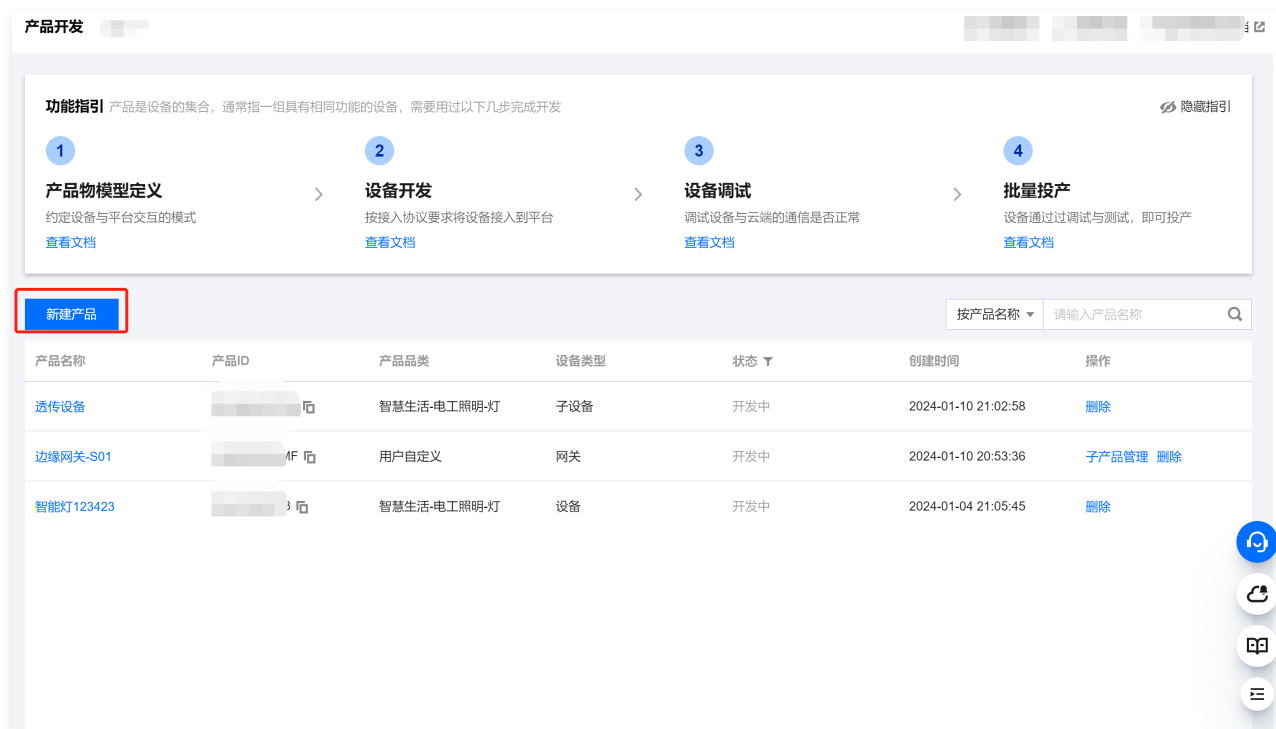 产品开发
功能指引 产品是设备的集合，通常指一组具有相同功能的设备，需要用过以下几步完成开发 隐藏指引
1 2 3 4
产品物模型定义 设备开发 设备调试 批量投产
约定设备与平台交互的模式 按接入协议要求将设备接入到平台 调试设备与云端的通信是否正常 设备通过过调试与测试，即可投产
查看文档 查看文档 查看文档 查看文档
新建产品 按产品名称 请输入产品名称
产品名称 产品ID 产品品类 设备类型 状态 创建时间 操作
透传设备 智慧生活-电工照明-灯 子设备 开发中 2024-01-10 21:02:58 删除
边缘网关-S01 用户自定义 网关 开发中 2024-01-10 20:53:36 子产品管理 删除
智能灯123423 智慧生活-电工照明-灯 设备 开发中 2024-01-04 21:05:45 删除